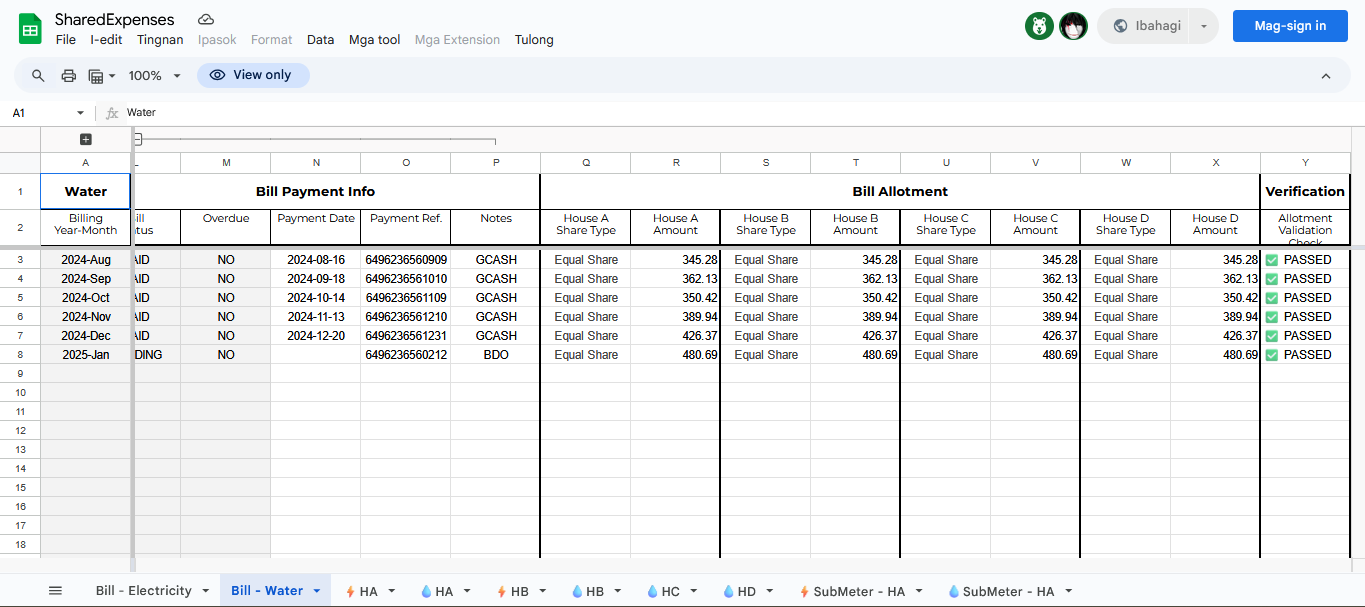 SharedExpenses
File I-edit Tingnan Ipasok Format Data Mga tool Mga Extension Tulong
Ibahagi
Mag-sign in
100% View only
A1 fx Water
A M N O P Q R S T U V W X Y
1 Water Bill Payment Info Bill Allotment Verification
2 Billing Year-Month ill tus Overdue Payment Date Payment Ref. Notes House A Share Type House A Amount House B Share Type House B Amount House C Share Type House C Amount House D Share Type House D Amount Allotment Validation Check
3 2024-Aug AID NO 2024-08-16 6496236560909 GCASH Equal Share 345.28 Equal Share 345.28 Equal Share 345.28 Equal Share 345.28 ✅ PASSED
4 2024-Sep AID NO 2024-09-18 6496236561010 GCASH Equal Share 362.13 Equal Share 362.13 Equal Share 362.13 Equal Share 362.13 ✅ PASSED
5 2024-Oct AID NO 2024-10-14 6496236561109 GCASH Equal Share 350.42 Equal Share 350.42 Equal Share 350.42 Equal Share 350.42 ✅ PASSED
6 2024-Nov AID NO 2024-11-13 6496236561210 GCASH Equal Share 389.94 Equal Share 389.94 Equal Share 389.94 Equal Share 389.94 ✅ PASSED
7 2024-Dec AID NO 2024-12-20 6496236561231 GCASH Equal Share 426.37 Equal Share 426.37 Equal Share 426.37 Equal Share 426.37 ✅ PASSED
8 2025-Jan DING NO 6496236560212 BDO Equal Share 480.69 Equal Share 480.69 Equal Share 480.69 Equal Share 480.69 ✅ PASSED
9
10
11
12
13
14
15
16
17
18
Bill - Electricity Bill - Water ⚡ HA 💧 HA ⚡ HB 💧 HB 💧 HC 💧 HD ⚡ SubMeter - HA 💧 SubMeter - HA